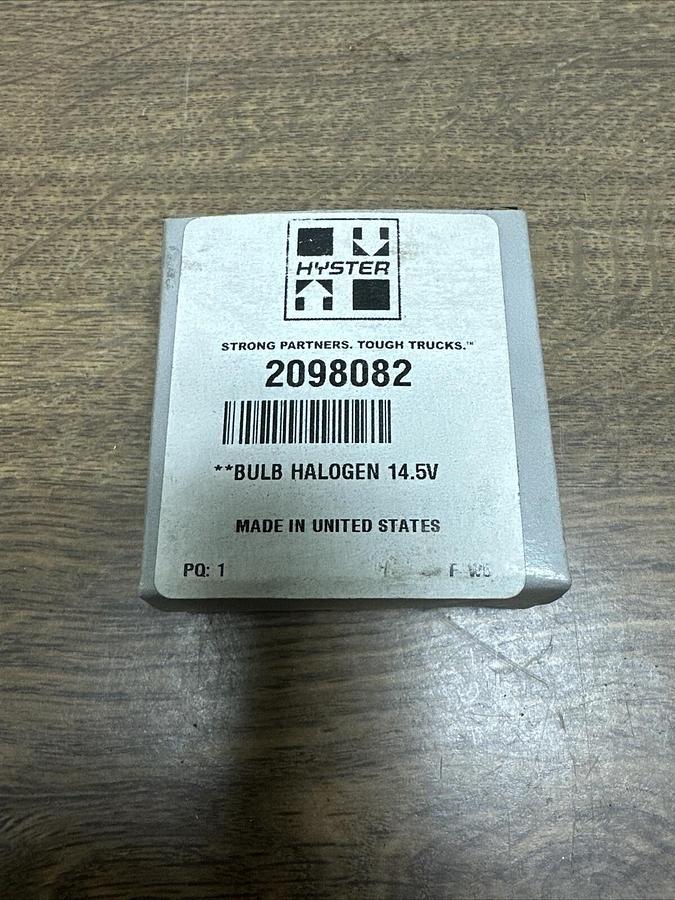 HYSTER
STRONG PARTNERS. TOUGH TRUCKS.™
2098082
**BULB HALOGEN 14.5V
MADE IN UNITED STATES
PQ: 1